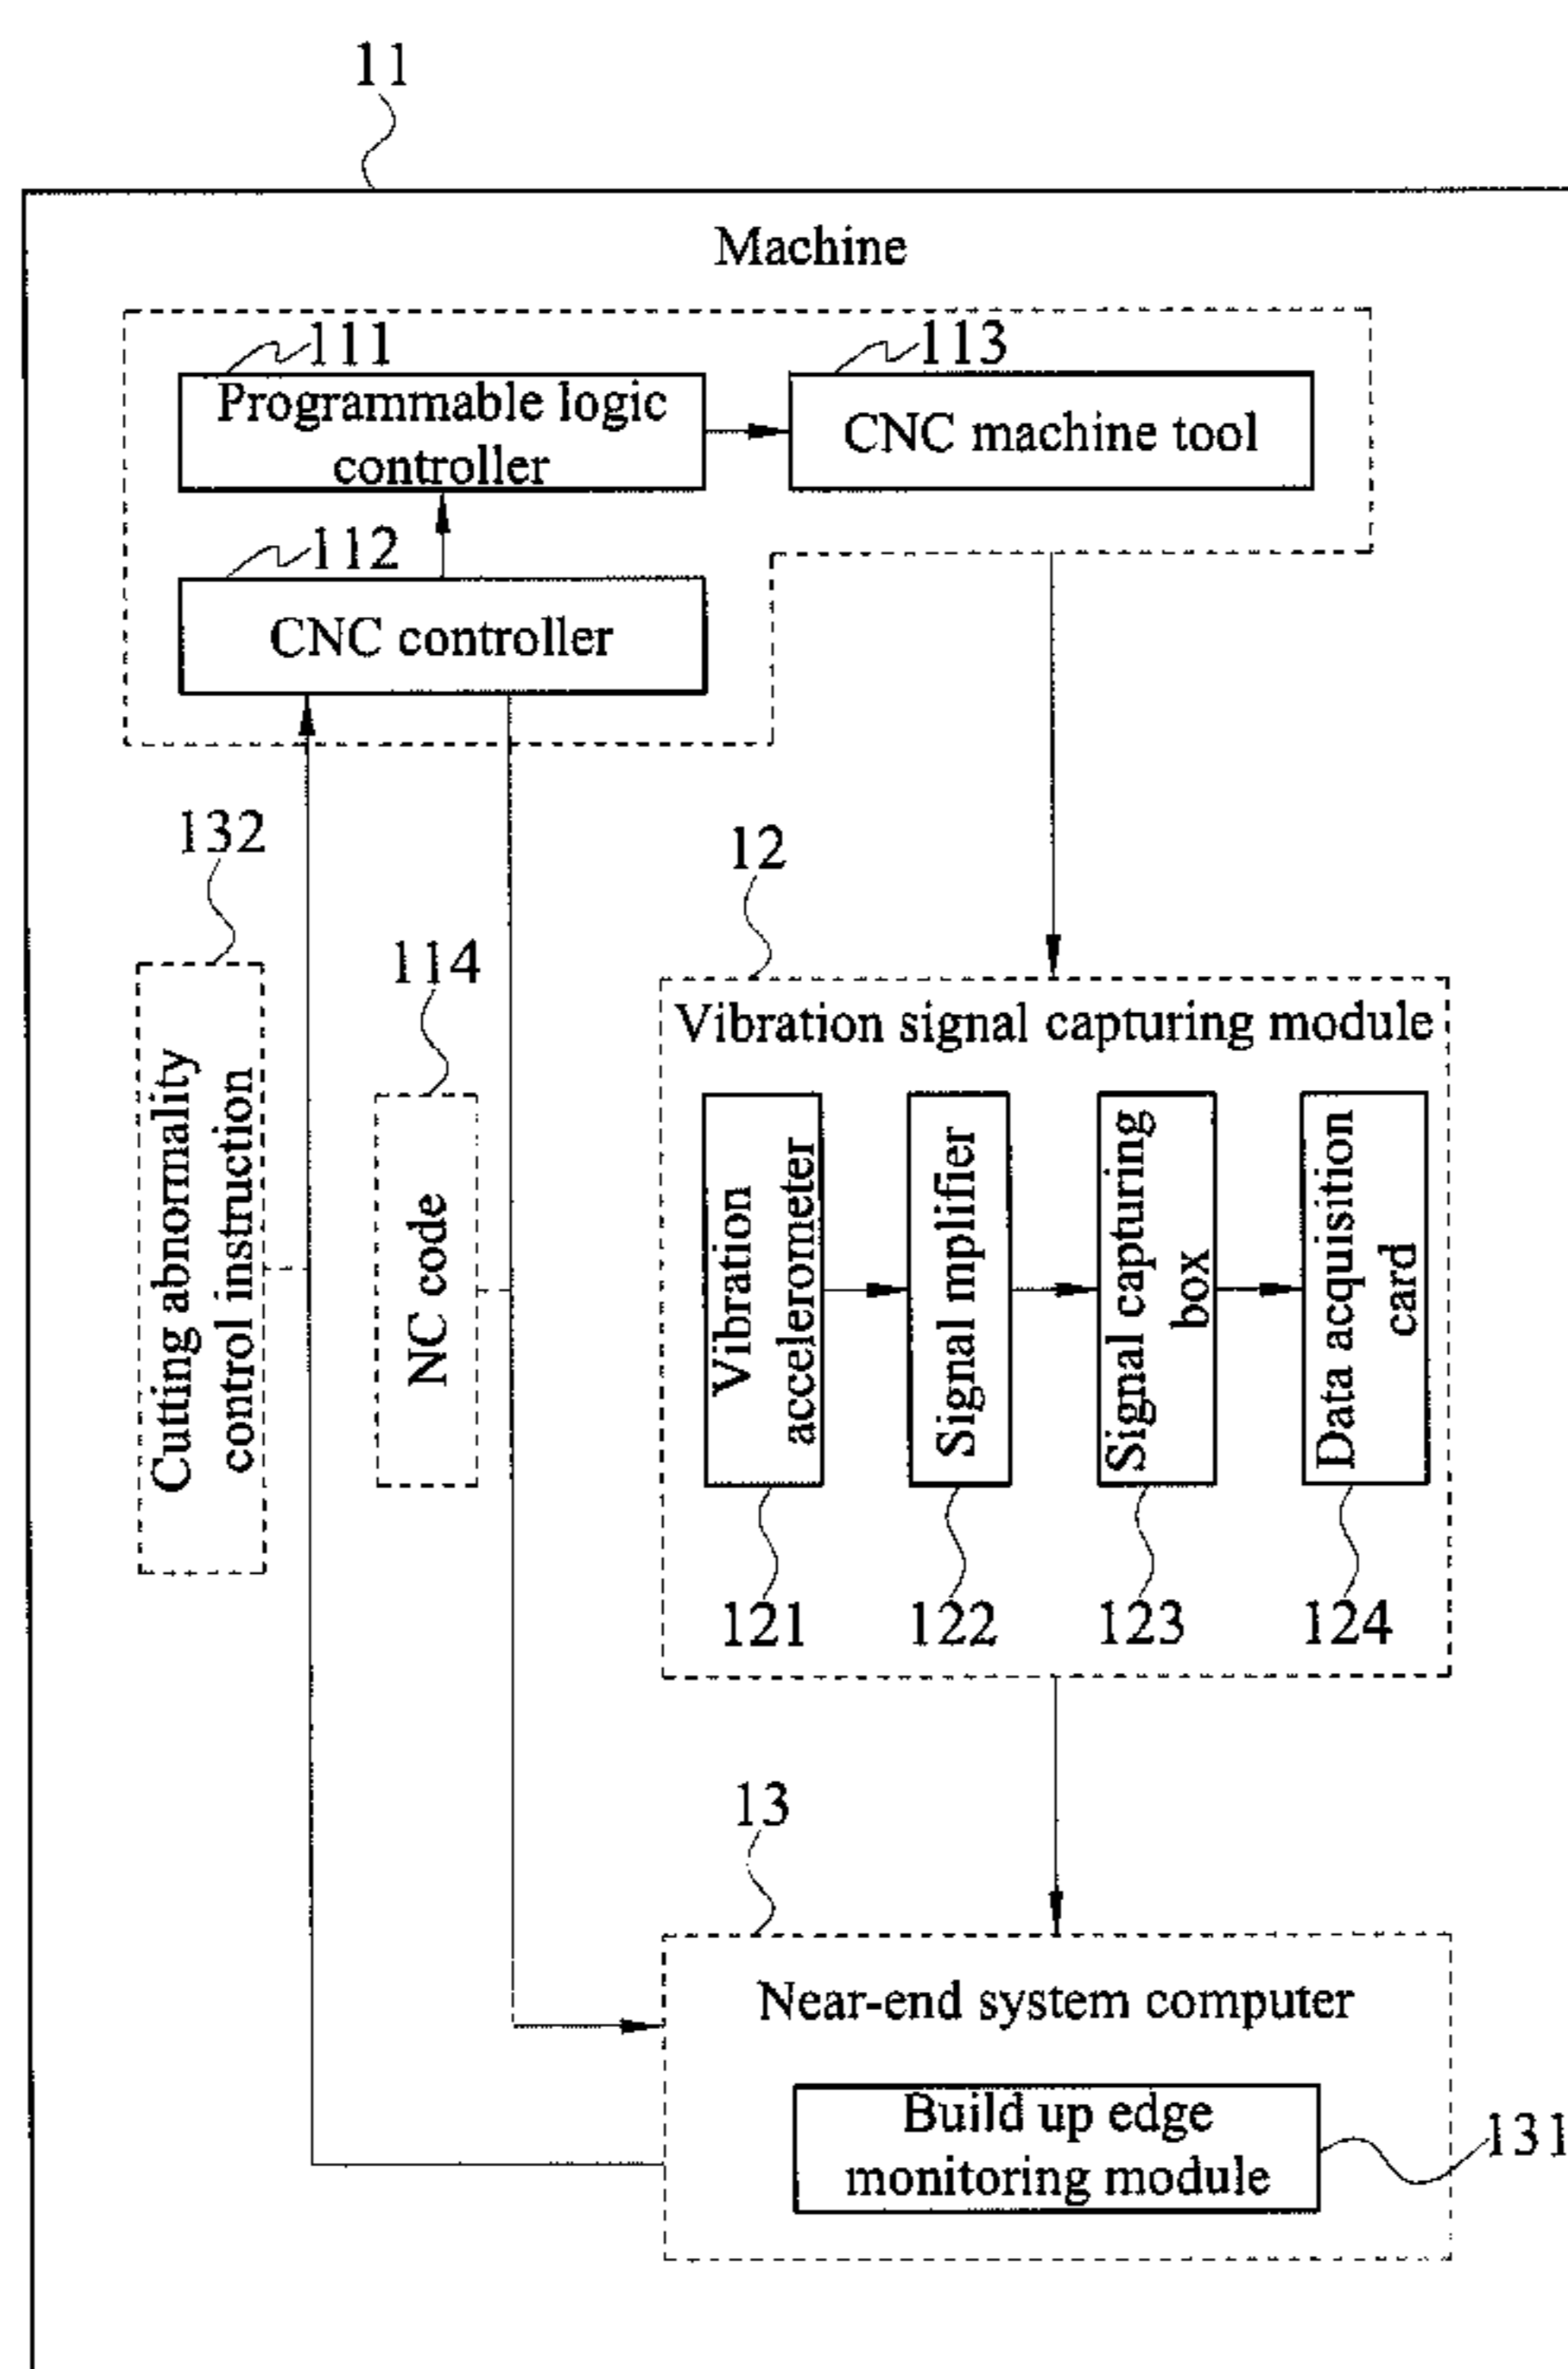 11
Machine
111
Programmable logic
controller
113
CNC machine tool
112
CNC controller
132
Cutting abnormality
control instruction
114
NC code
12
Vibration signal capturing module
Vibration
accelerometer
Signal mplifier
Signal capturing
box
Data acquisition
card
121
122
123
124
13
Near-end system computer
Build up edge
monitoring module
131